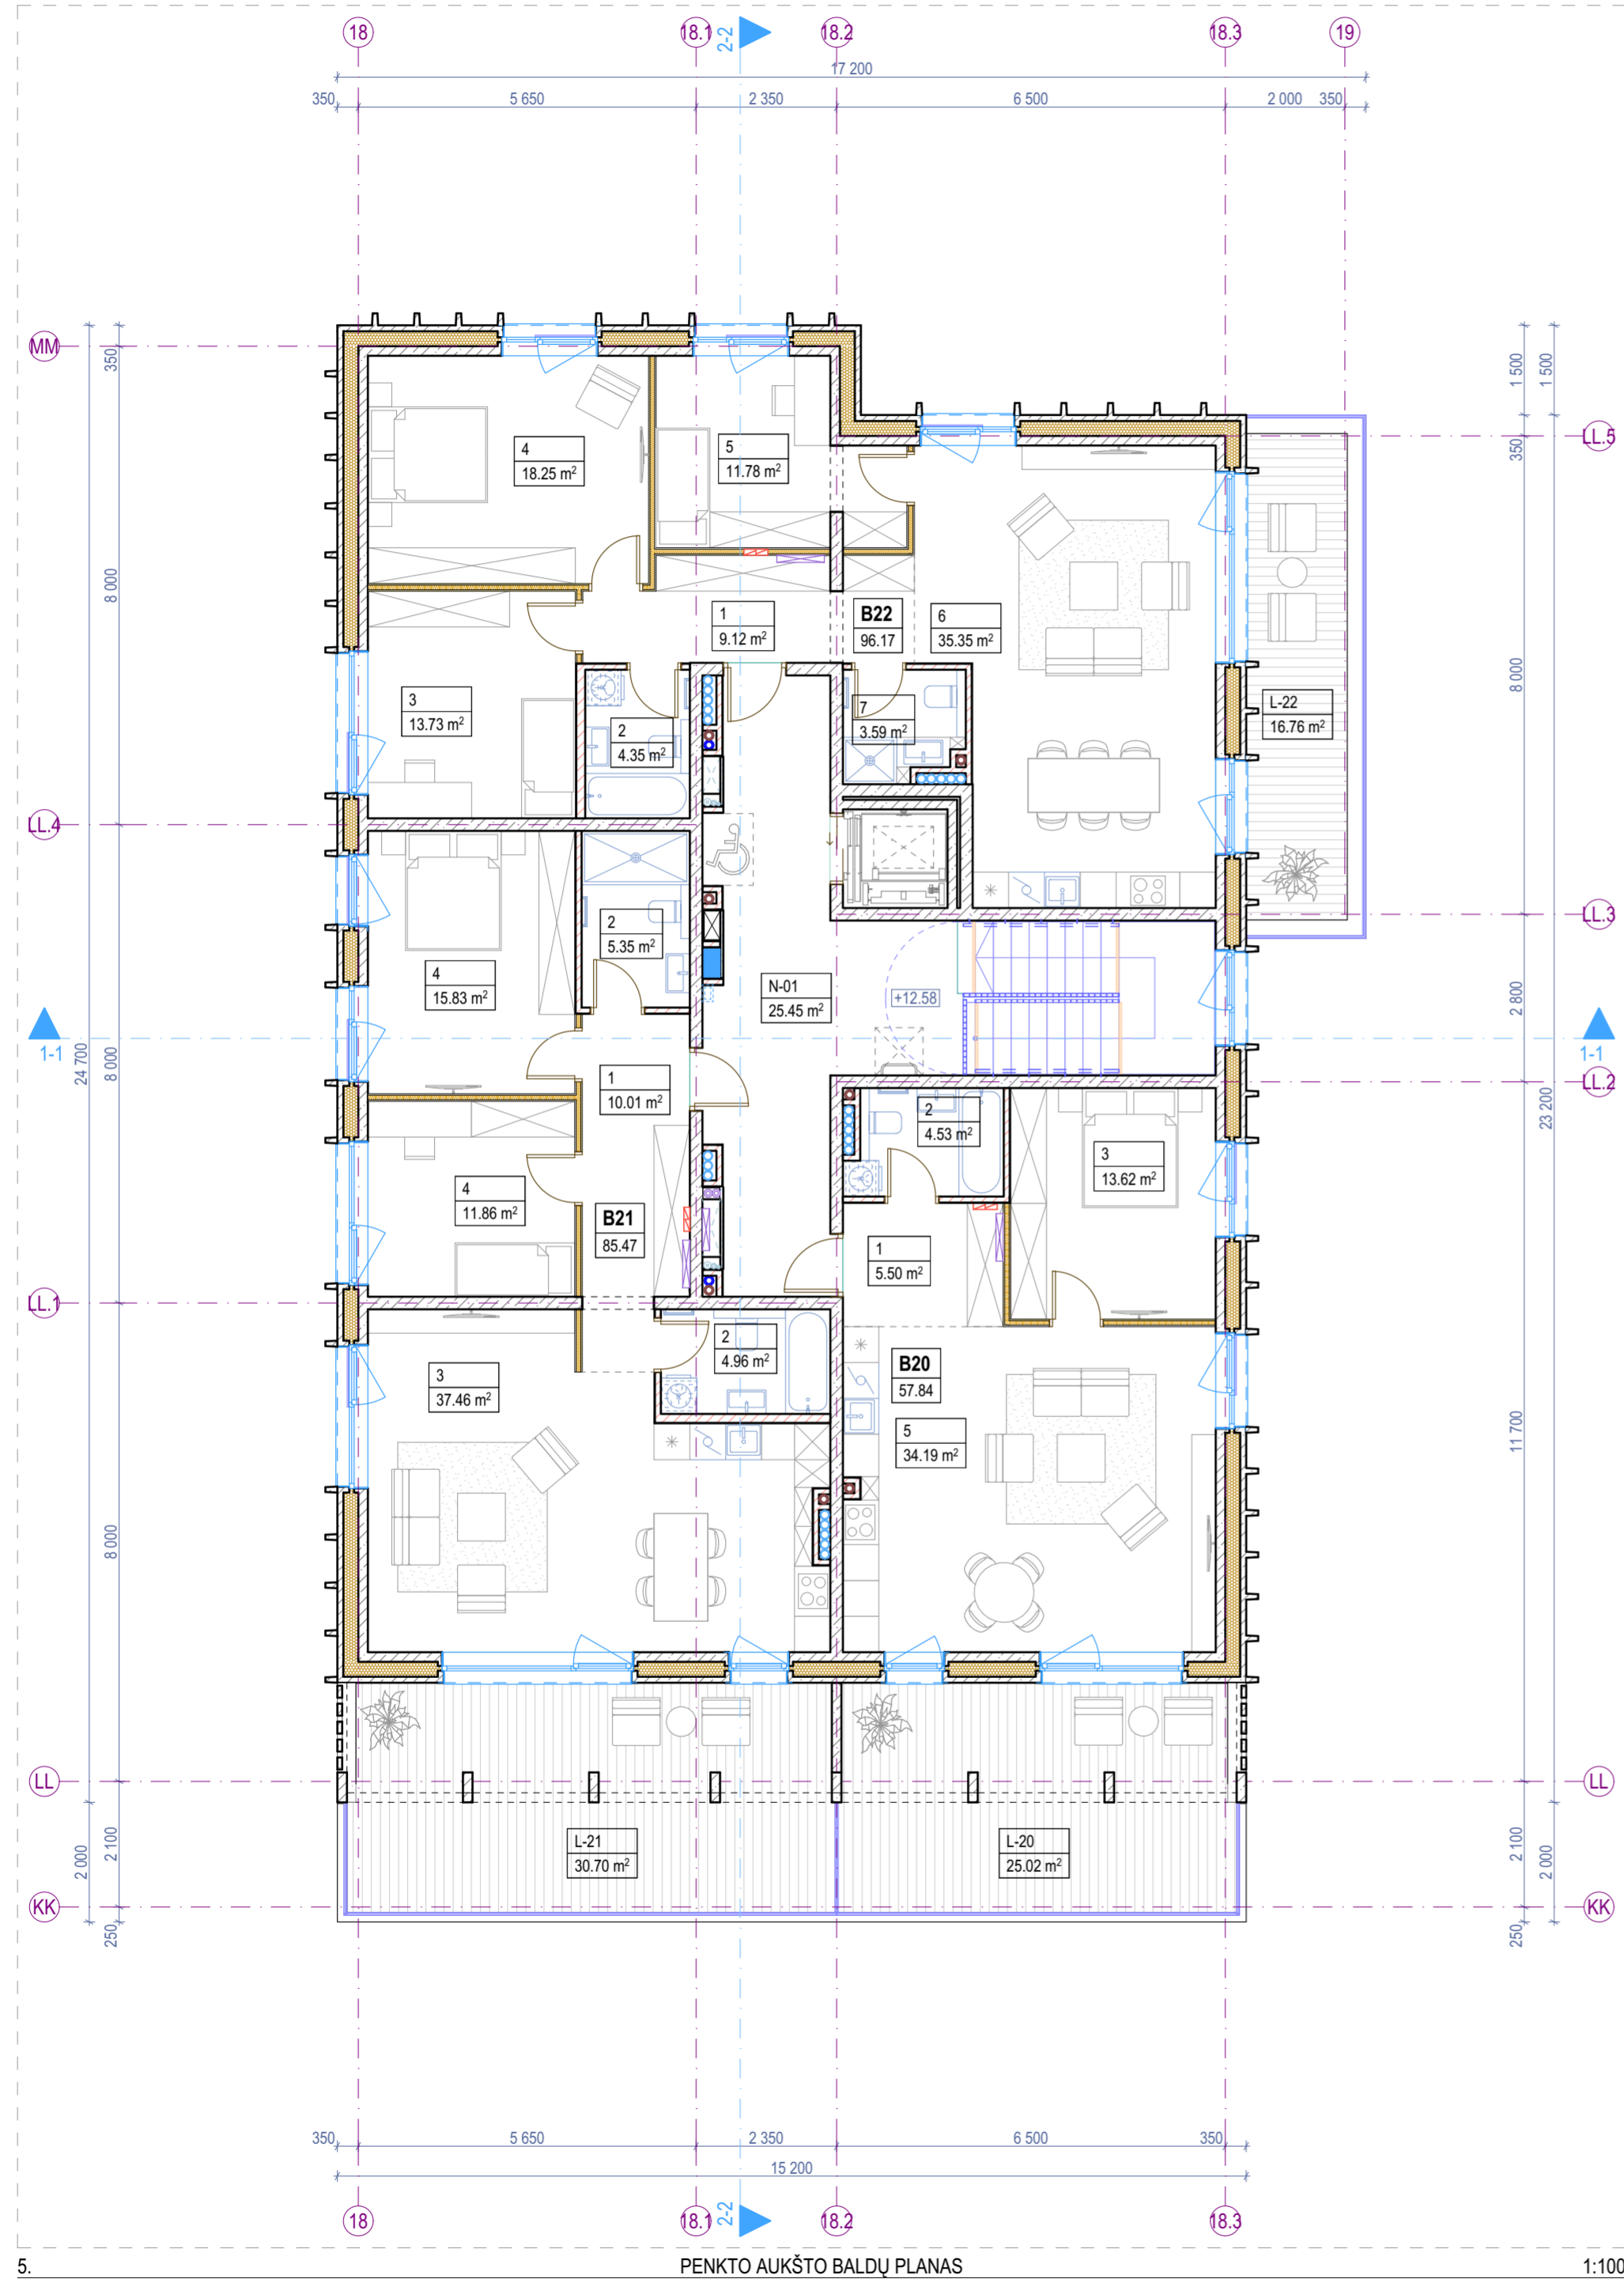 18
18.1
2-2
18.2
18.3
19
17 200
350
5 650
2 350
6 500
2 000
350
MM
350
1 500
1 500
LL.5
350
4
18.25 m²
5
11.78 m²
8 000
1
9.12 m²
B22
96.17
6
35.35 m²
8 000
3
13.73 m²
2
4.35 m²
7
3.59 m²
L-22
16.76 m²
LL.4
LL.3
2
5.35 m²
4
15.83 m²
N-01
25.45 m²
+12.58
2 800
1-1
1-1
24 700
8 000
LL.2
1
10.01 m²
2
4.53 m²
23 200
3
13.62 m²
4
11.86 m²
B21
85.47
1
5.50 m²
LL.1
2
4.96 m²
B20
57.84
3
37.46 m²
5
34.19 m²
11 700
8 000
LL
LL
L-21
30.70 m²
L-20
25.02 m²
2 000
2 100
2 100
2 000
KK
KK
250
250
350
5 650
2 350
6 500
350
15 200
18
18.1
2-2
18.2
18.3
5.
PENKTO AUKŠTO BALDŲ PLANAS
1:100